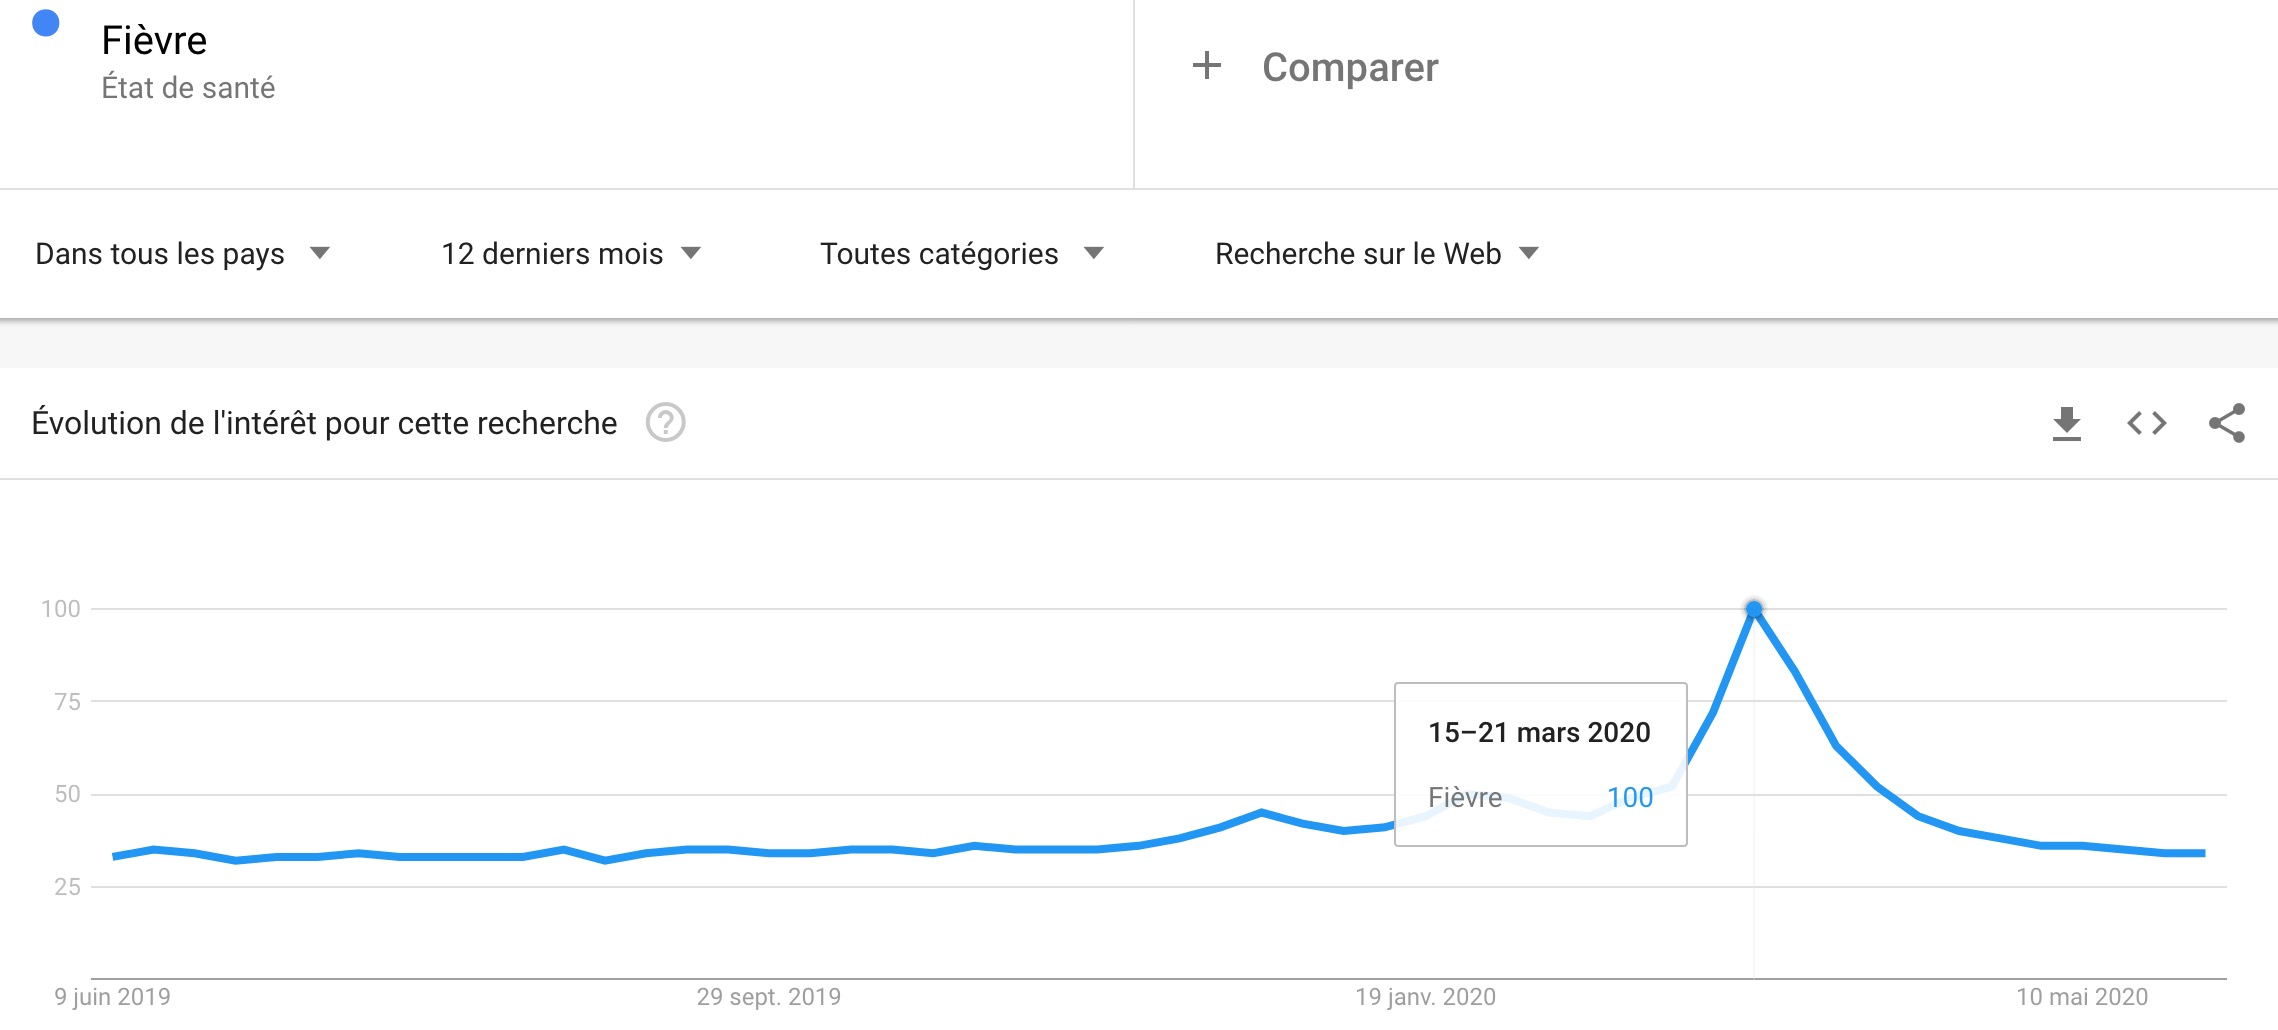 Fièvre
État de santé
Comparer
Dans tous les pays
12 derniers mois
Toutes catégories
Recherche sur le Web
Évolution de l'intérêt pour cette recherche
?
100
75
50
25
15–21 mars 2020
Fièvre 100
9 juin 2019
29 sept. 2019
19 janv. 2020
10 mai 2020